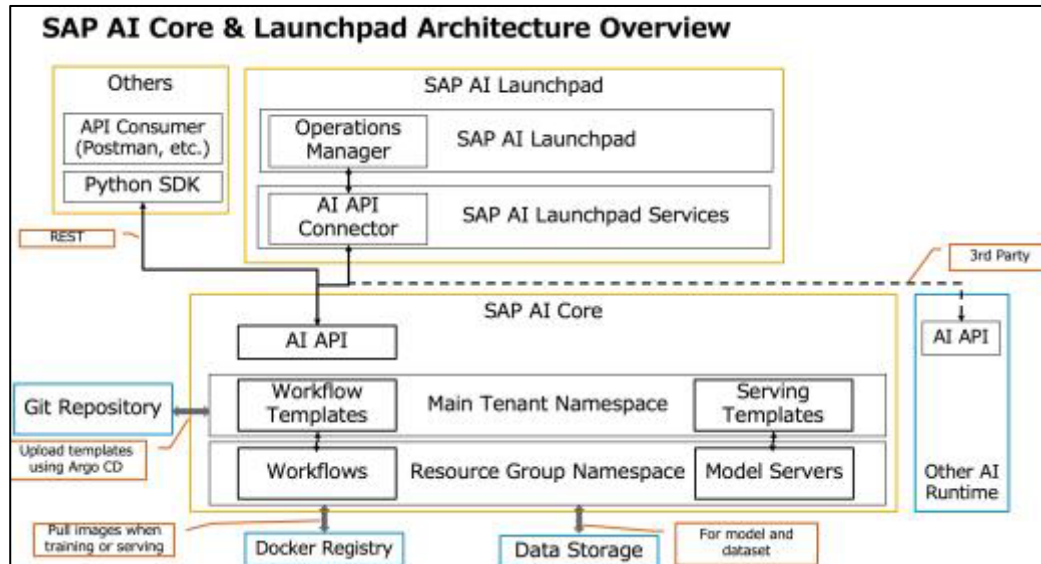 SAP AI Core & Launchpad Architecture Overview
Others
API Consumer
(Postman, etc.)
Python SDK
SAP AI Launchpad
Operations
Manager
SAP AI Launchpad
AI API
Connector
SAP AI Launchpad Services
REST
3rd Party
SAP AI Core
AI API
AI API
Git Repository
Workflow
Templates
Main Tenant Namespace
Serving
Templates
Upload templates
using Argo CD
Workflows
Resource Group Namespace
Model Servers
Other AI
Runtime
Pull images when
training or serving
Docker Registry
Data Storage
For model and
dataset